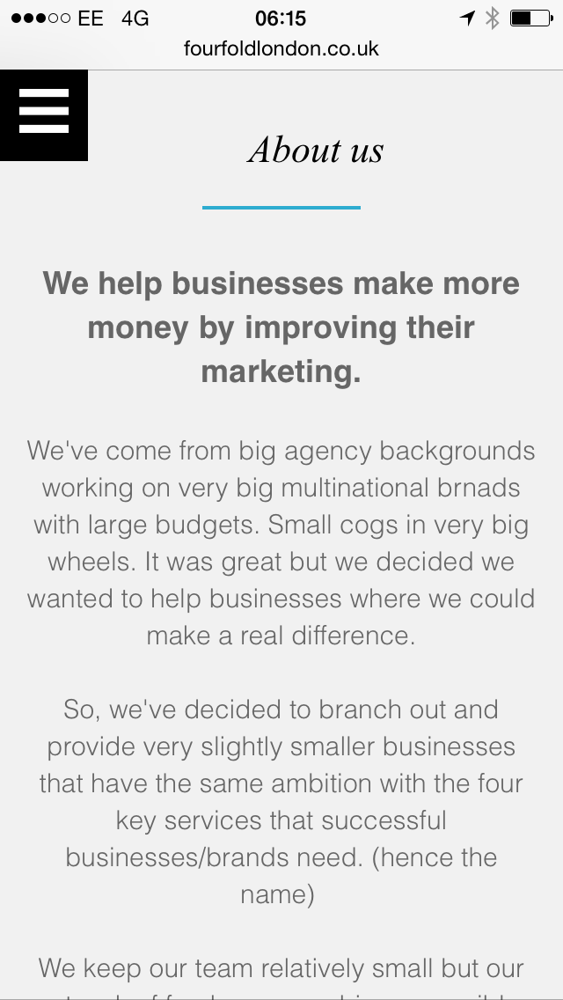 EE 4G 06:15
fourfoldlondon.co.uk
About us
We help businesses make more
money by improving their
marketing.
We've come from big agency backgrounds
working on very big multinational brnads
with large budgets. Small cogs in very big
wheels. It was great but we decided we
wanted to help businesses where we could
make a real difference.
So, we've decided to branch out and
provide very slightly smaller businesses
that have the same ambition with the four
key services that successful
businesses/brands need. (hence the
name)
We keep our team relatively small but our